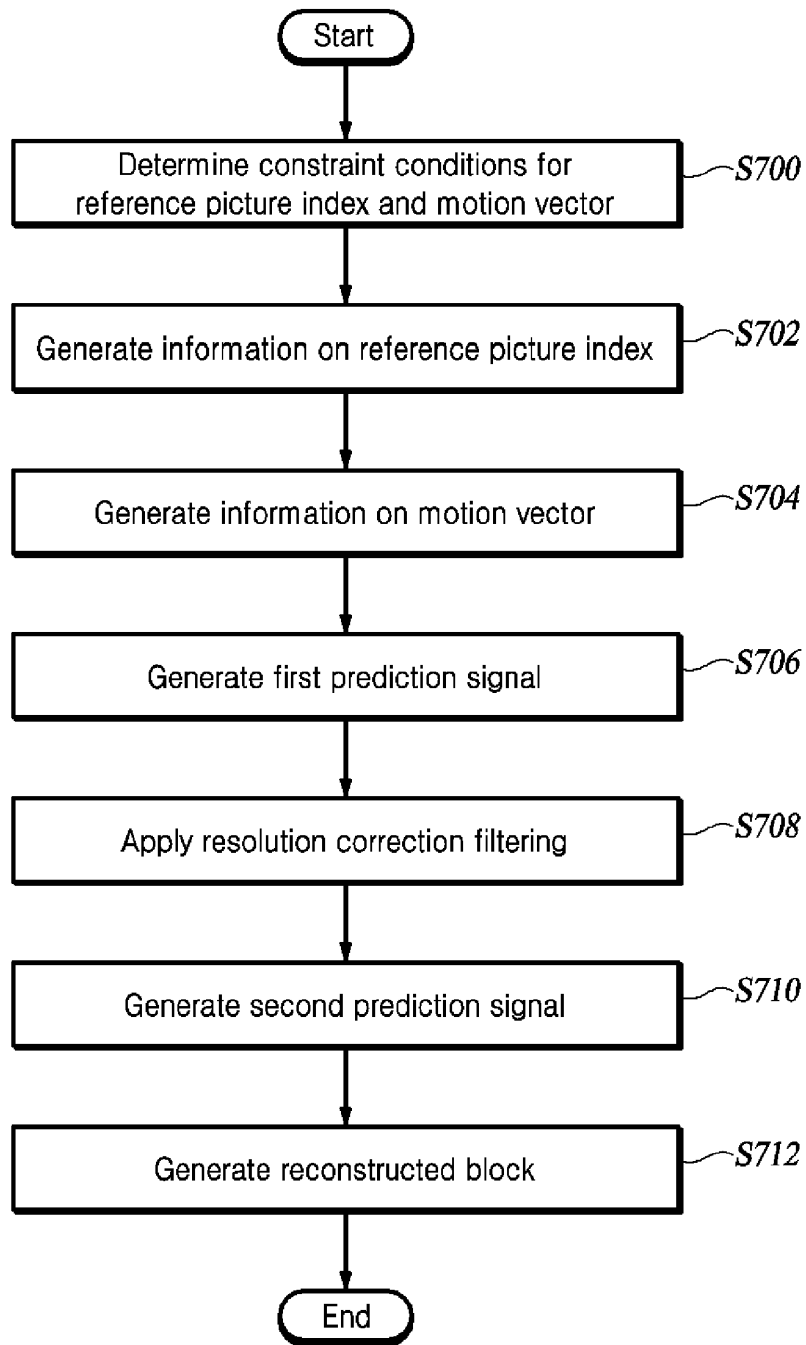 Start
Determine constraint conditions for
reference picture index and motion vector
S700
Generate information on reference picture index
S702
Generate information on motion vector
S704
Generate first prediction signal
S706
Apply resolution correction filtering
S708
Generate second prediction signal
S710
Generate reconstructed block
S712
End